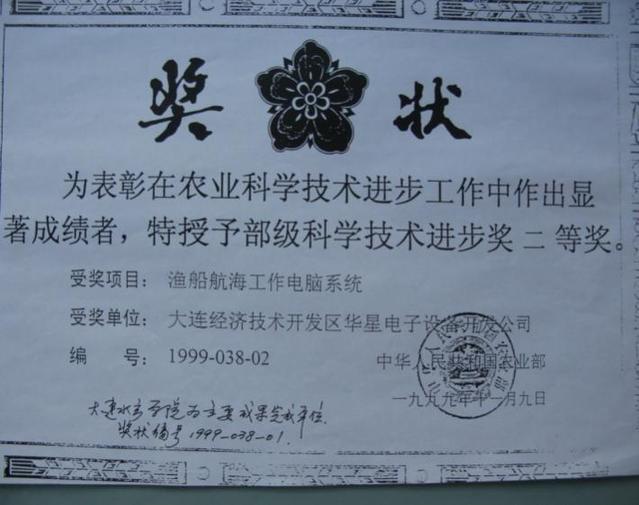 奖状
为表彰在农业科学技术进步工作中作出显
著成绩者，特授予部级科学技术进步奖 二 等奖。
受奖项目：渔船航海工作电脑系统
受奖单位：大连经济技术开发区华星电子设备开发公司
编 号：1999-038-02
中华人民共和国农业部
一九九九年十一月九日
大连水产学院为主要成果完成单位.
奖状编号1999-038-01.